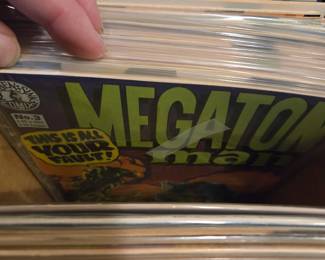 No.3
MEGATON
man
THIS IS ALL
YOUR
FAULT!